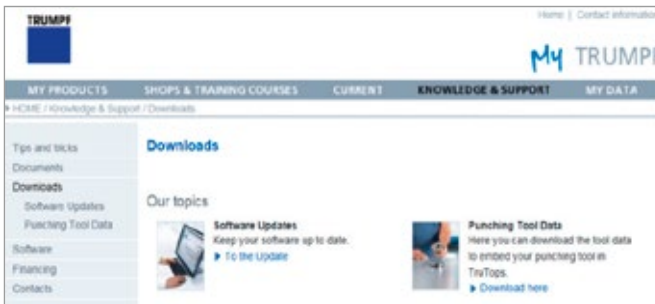 TRUMPF
Home | Contact information
My TRUMPF
MY PRODUCTS SHOPS & TRAINING COURSES CURRENT KNOWLEDGE & SUPPORT MY DATA
HOME / Knowledge & Support / Downloads
Tips and tricks
Documents
Downloads
Software Updates
Punching Tool Data
Software
Financing
Contacts
Downloads
Our topics
Software Updates
Keep your software up to date.
To the Update
Punching Tool Data
Here you can download the tool data
to embed your punching tool in
TruTops.
Download here